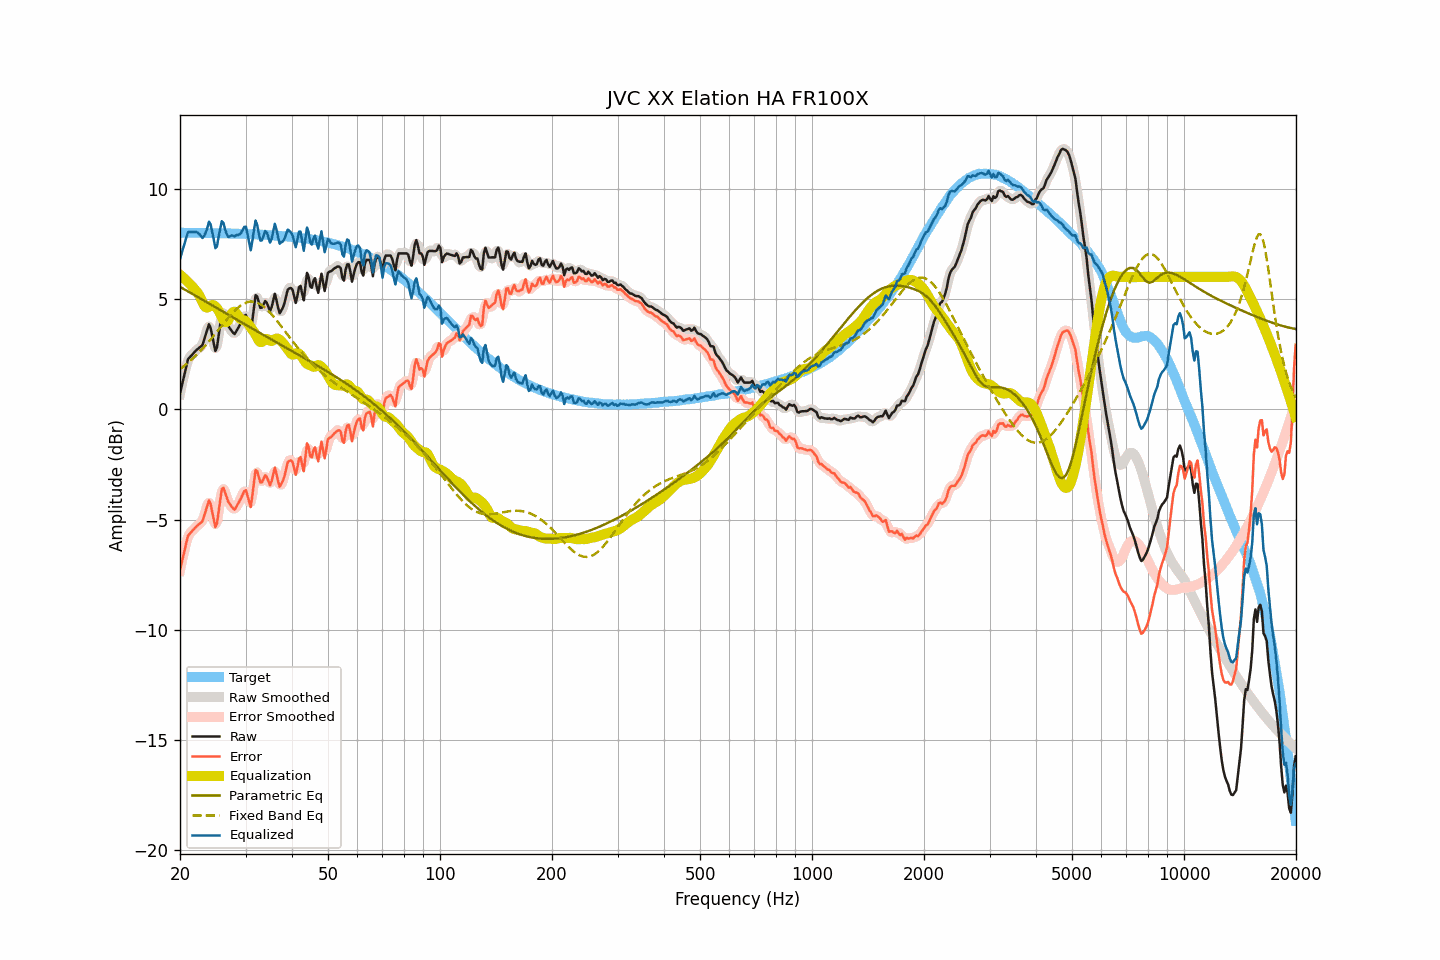 JVC XX Elation HA FR100X
Amplitude (dBr)
10
5
0
−5
−10
−15
−20
Target
Raw Smoothed
Error Smoothed
Raw
Error
Equalization
Parametric Eq
Fixed Band Eq
Equalized
20 50 100 200 500 1000 2000 5000 10000 20000
Frequency (Hz)